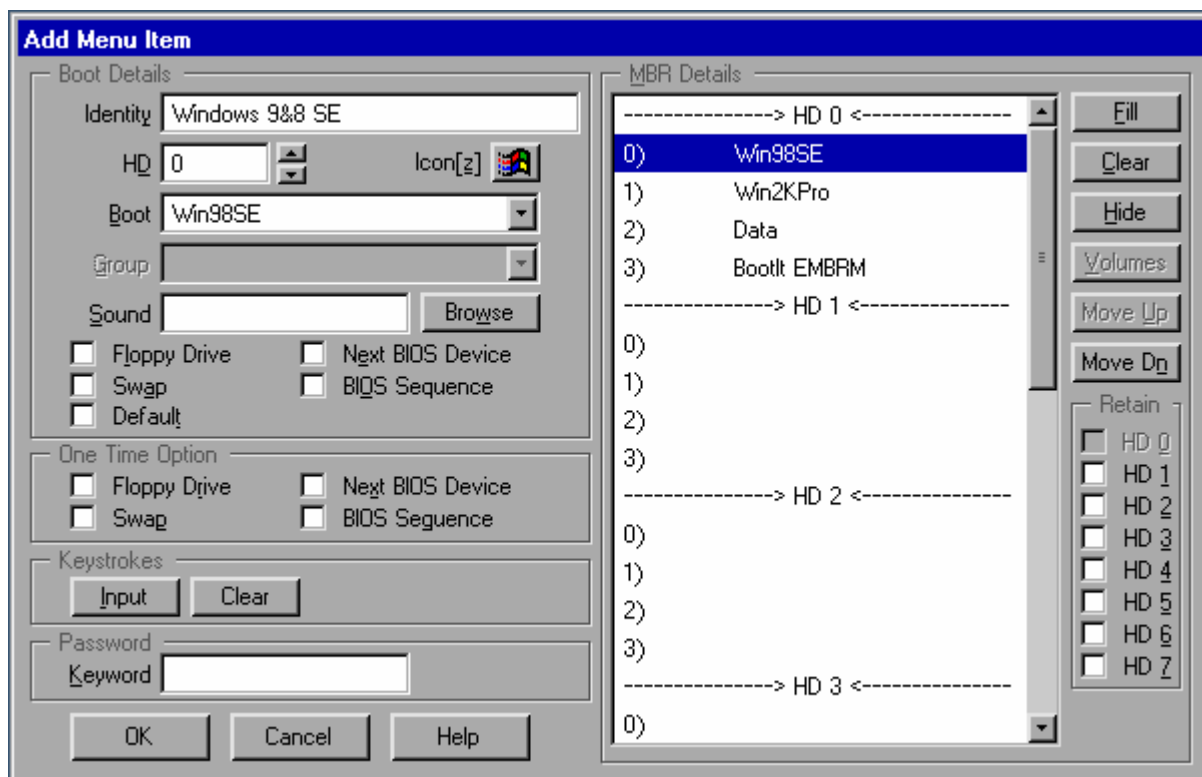 Add Menu Item
Boot Details
Identity Windows 9&8 SE
HD 0 Icon[z]
Boot Win98SE
Group
Sound Browse
Floppy Drive Next BIOS Device
Swap BIOS Sequence
Default
One Time Option
Floppy Drive Next BIOS Device
Swap BIOS Sequence
Keystrokes
Input Clear
Password
Keyword
OK Cancel Help
MBR Details
---------------> HD 0 <---------------
0) Win98SE
1) Win2KPro
2) Data
3) BootIt EMBRM
---------------> HD 1 <---------------
0)
1)
2)
3)
---------------> HD 2 <---------------
0)
1)
2)
3)
---------------> HD 3 <---------------
0)
Fill
Clear
Hide
Volumes
Move Up
Move Dn
Retain
HD 0
HD 1
HD 2
HD 3
HD 4
HD 5
HD 6
HD 7